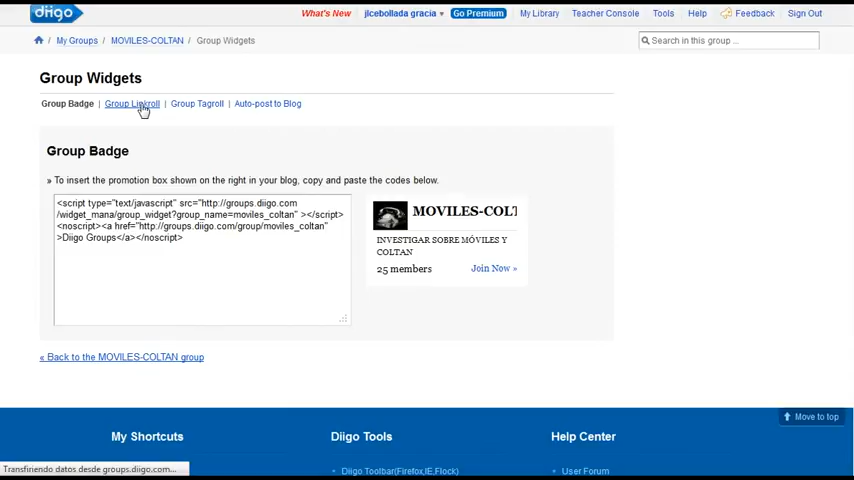 diigo What's New jlcebollada gracia Go Premium My Library Teacher Console Tools Help Feedback Sign Out
/ My Groups / MOVILES-COLTAN / Group Widgets Search in this group ...
Group Widgets
Group Badge | Group Linkroll | Group Tagroll | Auto-post to Blog
Group Badge
» To insert the promotion box shown on the right in your blog, copy and paste the codes below.
<script type="text/javascript" src="http://groups.diigo.com
/widget_mana/group_widget?group_name=moviles_coltan" ></script>
<noscript><a href="http://groups.diigo.com/group/moviles_coltan"
>Diigo Groups</a></noscript>
MOVILES-COLT
INVESTIGAR SOBRE MÓVILES Y
COLTAN
25 members Join Now »
« Back to the MOVILES-COLTAN group
Move to top
My Shortcuts Diigo Tools Help Center
Transfiriendo datos desde groups.diigo.com...
Diigo Toolbar(Firefox,IE,Flock) User Forum